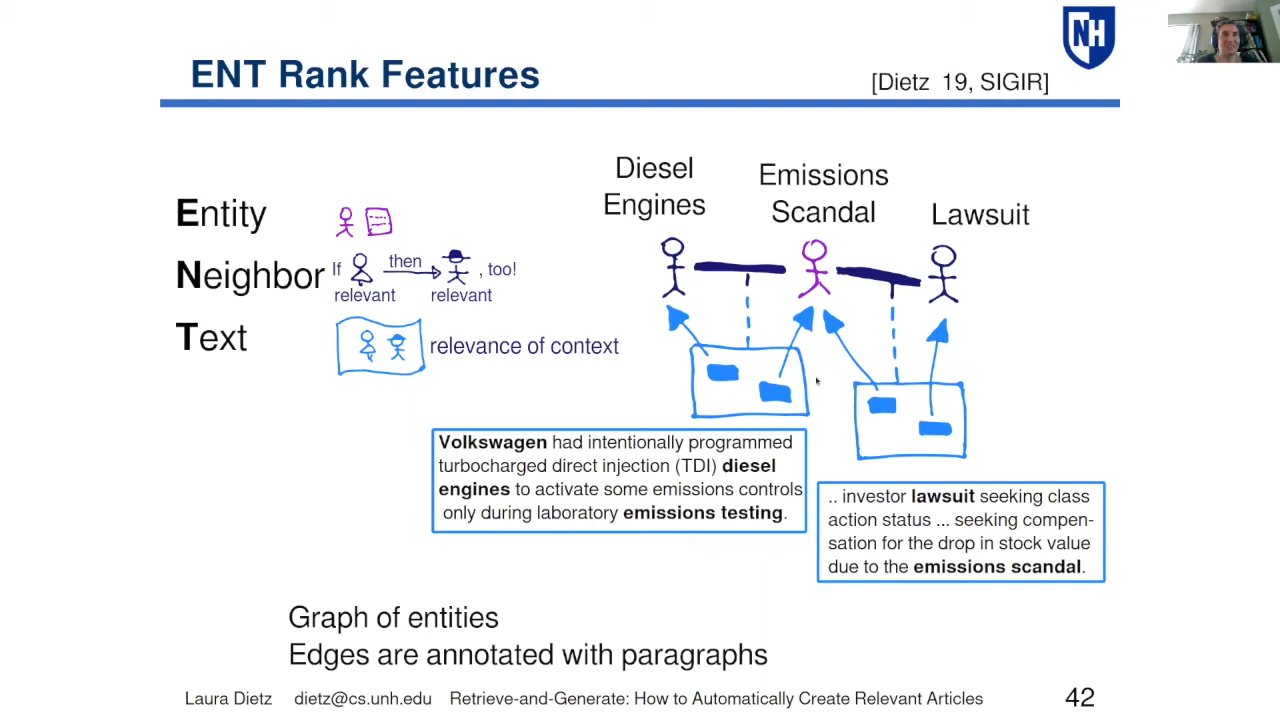 NH
ENT Rank Features
[Dietz 19, SIGIR]
Entity
Neighbor
If
then
, too!
relevant
relevant
Text
relevance of context
Diesel
Engines
Emissions
Scandal
Lawsuit
Volkswagen had intentionally programmed
turbocharged direct injection (TDI) diesel
engines to activate some emissions controls
only during laboratory emissions testing.
.. investor lawsuit seeking class
action status ... seeking compen-
sation for the drop in stock value
due to the emissions scandal.
Graph of entities
Edges are annotated with paragraphs
Laura Dietz dietz@cs.unh.edu Retrieve-and-Generate: How to Automatically Create Relevant Articles 42